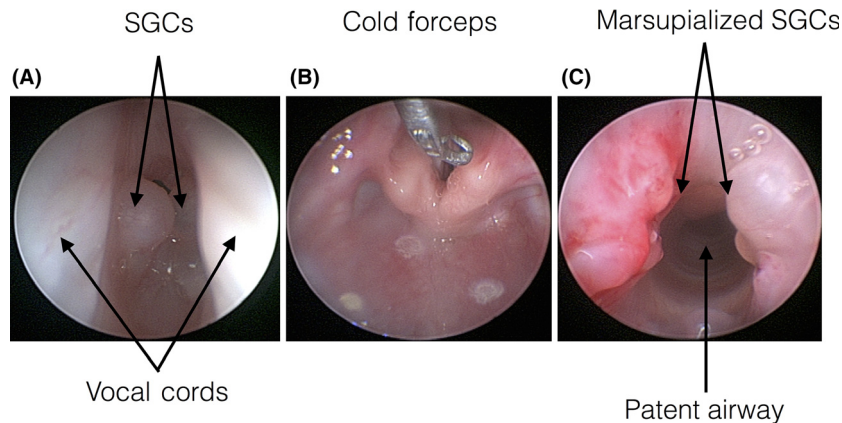 SGCs
Cold forceps
Marsupialized SGCs
(A)
(B)
(C)
Vocal cords
Patent airway